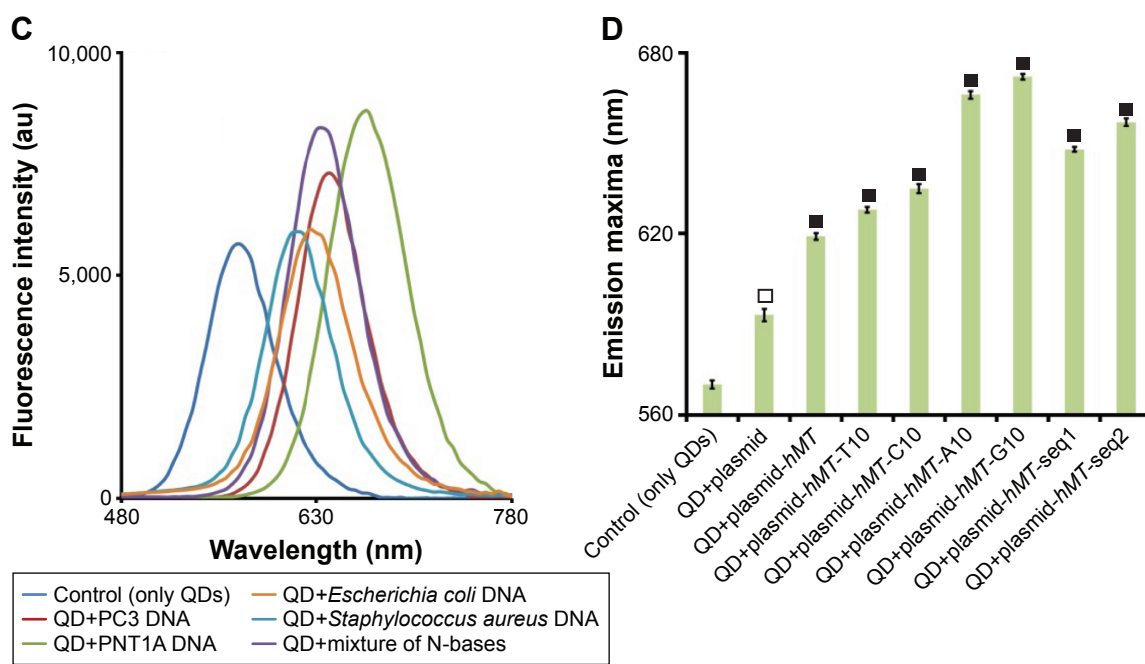 C
10,000
5,000
0
480
630
780
Fluorescence intensity (au)
Wavelength (nm)
Control (only QDs)
QD+PC3 DNA
QD+PNT1A DNA
QD+Escherichia coli DNA
QD+Staphylococcus aureus DNA
QD+mixture of N-bases
D
680
620
560
Emission maxima (nm)
Control (only QDs)
QD+plasmid
QD+plasmid-hMT
QD+plasmid-hMT-T10
QD+plasmid-hMT-C10
QD+plasmid-hMT-A10
QD+plasmid-hMT-G10
QD+plasmid-hMT-seq1
QD+plasmid-hMT-seq2